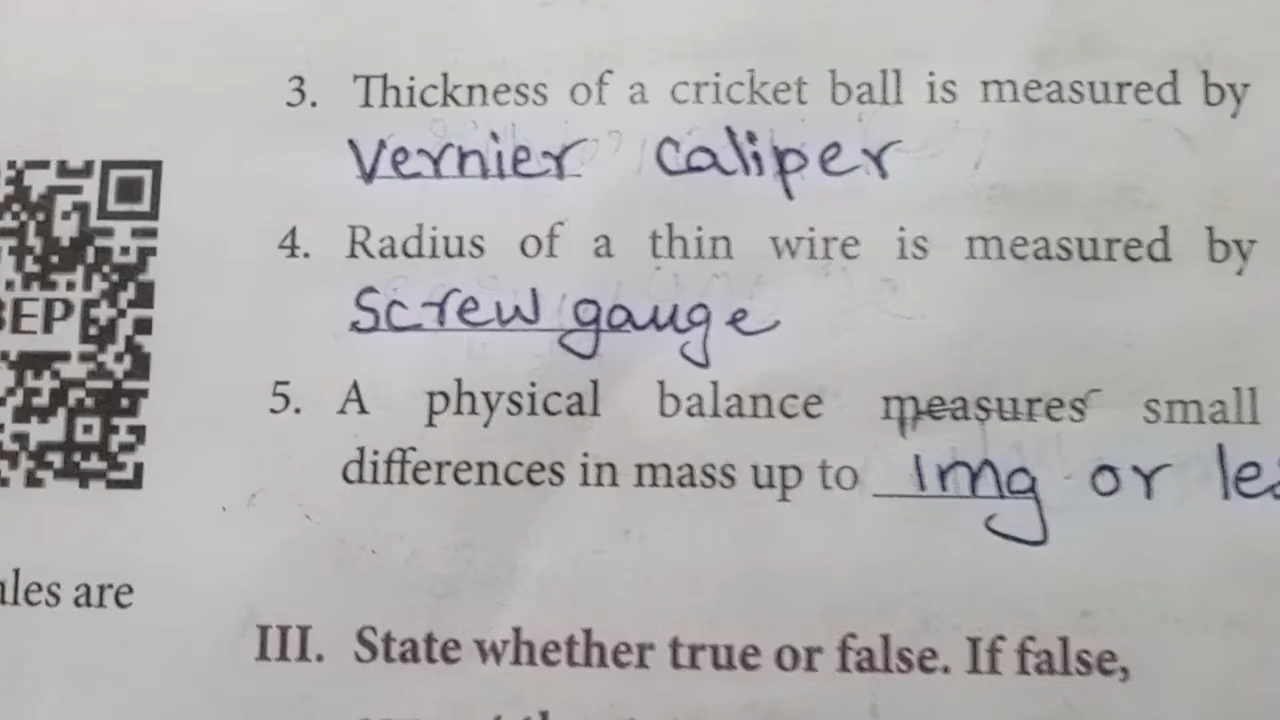 3. Thickness of a cricket ball is measured by
Vernier caliper
4. Radius of a thin wire is measured by
Screw gauge
5. A physical balance measures small
differences in mass up to 1mg or
EP
are
III. State whether true or false. If false,